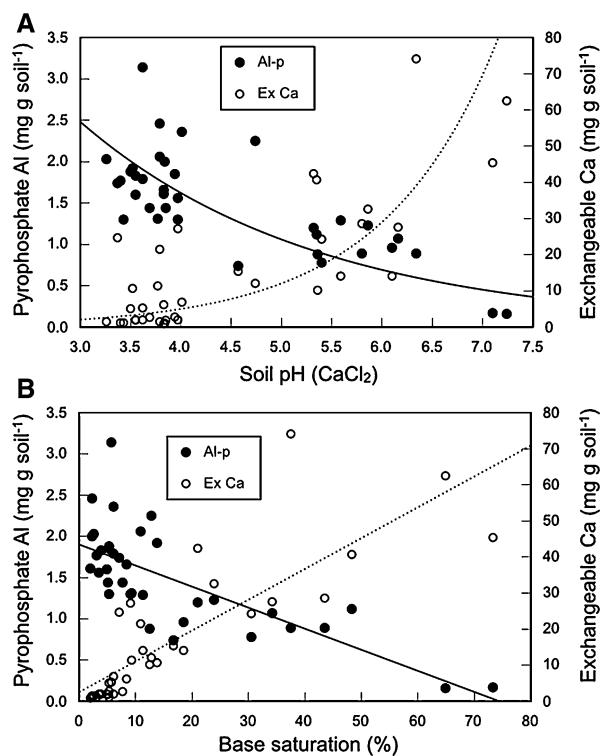 A
Pyrophosphate Al (mg g soil⁻¹)
3.5
3.0
2.5
2.0
1.5
1.0
0.5
0.0
Al-p
Ex Ca
80
70
60
50
40
30
20
10
0
Exchangeable Ca (mg g soil⁻¹)
3.0 3.5 4.0 4.5 5.0 5.5 6.0 6.5 7.0 7.5
Soil pH (CaCl₂)
B
Pyrophosphate Al (mg g soil⁻¹)
3.5
3.0
2.5
2.0
1.5
1.0
0.5
0.0
Al-p
Ex Ca
80
70
60
50
40
30
20
10
0
Exchangeable Ca (mg g soil⁻¹)
0 10 20 30 40 50 60 70 80
Base saturation (%)